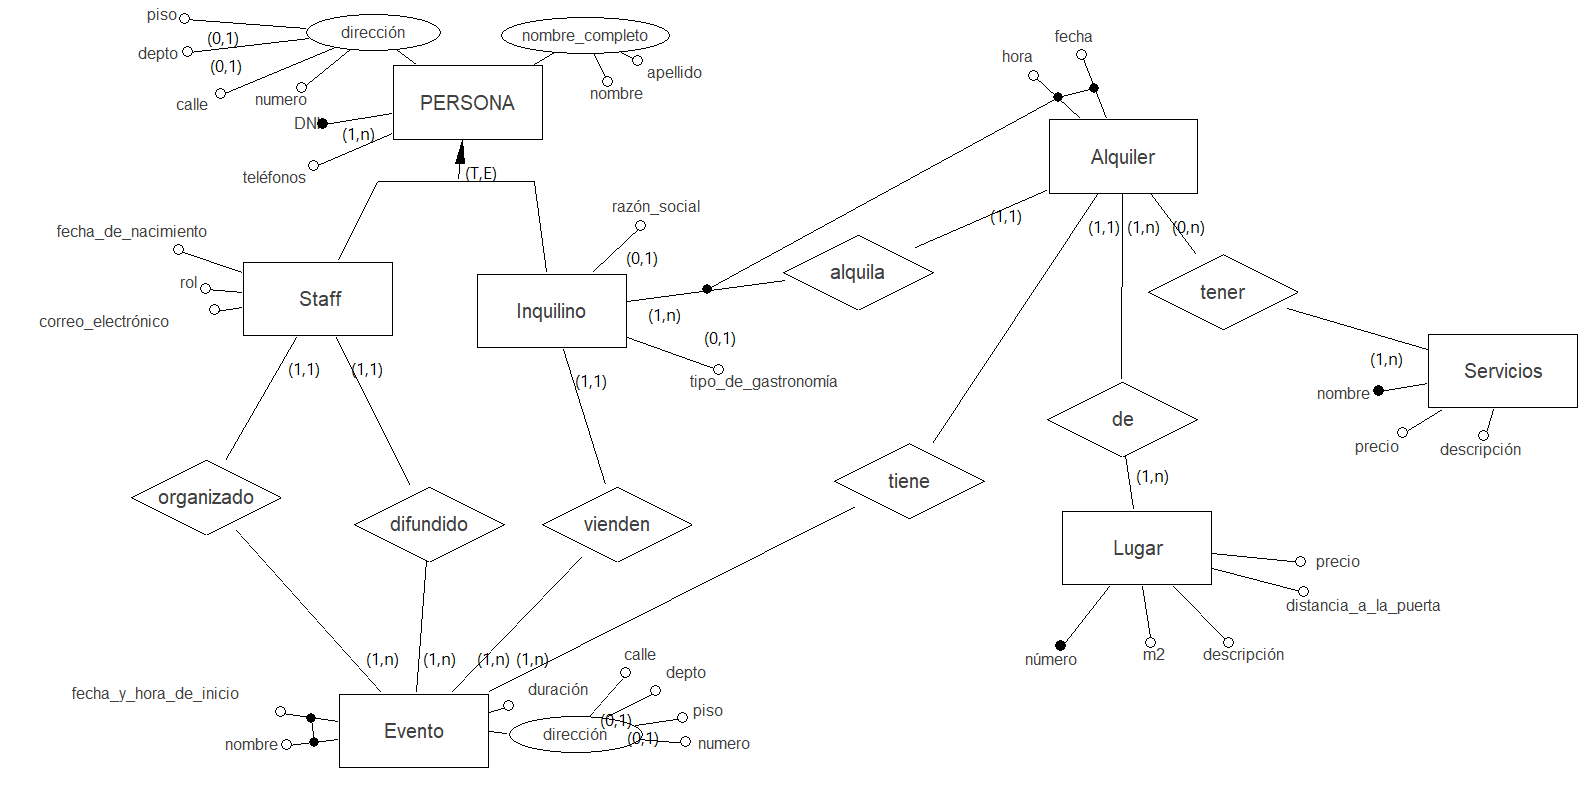 piso
(0,1)
depto
(0,1)
calle
numero
dirección
nombre_completo
apellido
nombre
PERSONA
DNI
(1,n)
teléfonos
(T,E)
fecha
hora
Alquiler
(1,1)
(1,1)
(1,n)
(0,n)
razón_social
(0,1)
fecha_de_nacimiento
rol
correo_electrónico
Staff
Inquilino
(1,n)
(0,1)
tipo_de_gastronomía
alquila
tener
(1,n)
Servicios
nombre
precio
descripción
(1,1)
(1,1)
(1,1)
de
(1,n)
organizado
difundido
vienden
tiene
Lugar
precio
distancia_a_la_puerta
número
m2
descripción
(1,n)
(1,n)
(1,n)
(1,n)
fecha_y_hora_de_inicio
nombre
Evento
duración
dirección
calle
depto
(0,1)
piso
(0,1)
numero